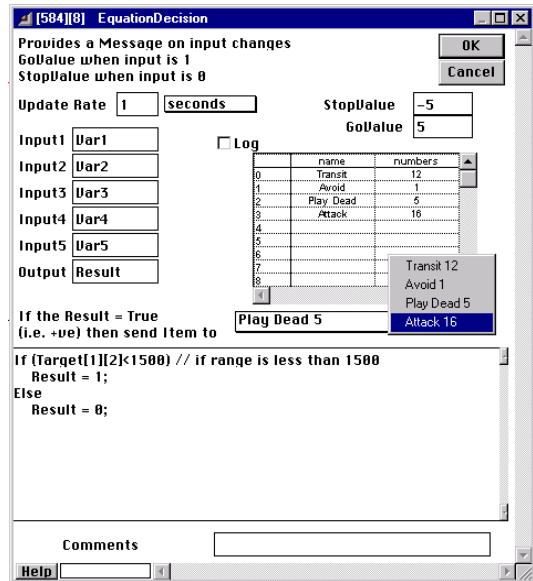 [584][8] EquationDecision
Provides a Message on input changes
GoValue when input is 1
StopValue when input is 0
OK
Cancel
Update Rate 1 seconds
StopValue -5
GoValue 5
Input1 Var1
Input2 Var2
Input3 Var3
Input4 Var4
Input5 Var5
Output Result
Log
name numbers
0 Transit 12
1 Avoid 1
2 Play Dead 5
3 Attack 16
4
5
6
7
8
Transit 12
Avoid 1
Play Dead 5
Attack 16
If the Result = True
(i.e. +ve) then send Item to
Play Dead 5
If (Target[1][2]<1500) // if range is less than 1500
Result = 1;
Else
Result = 0;
Comments
Help